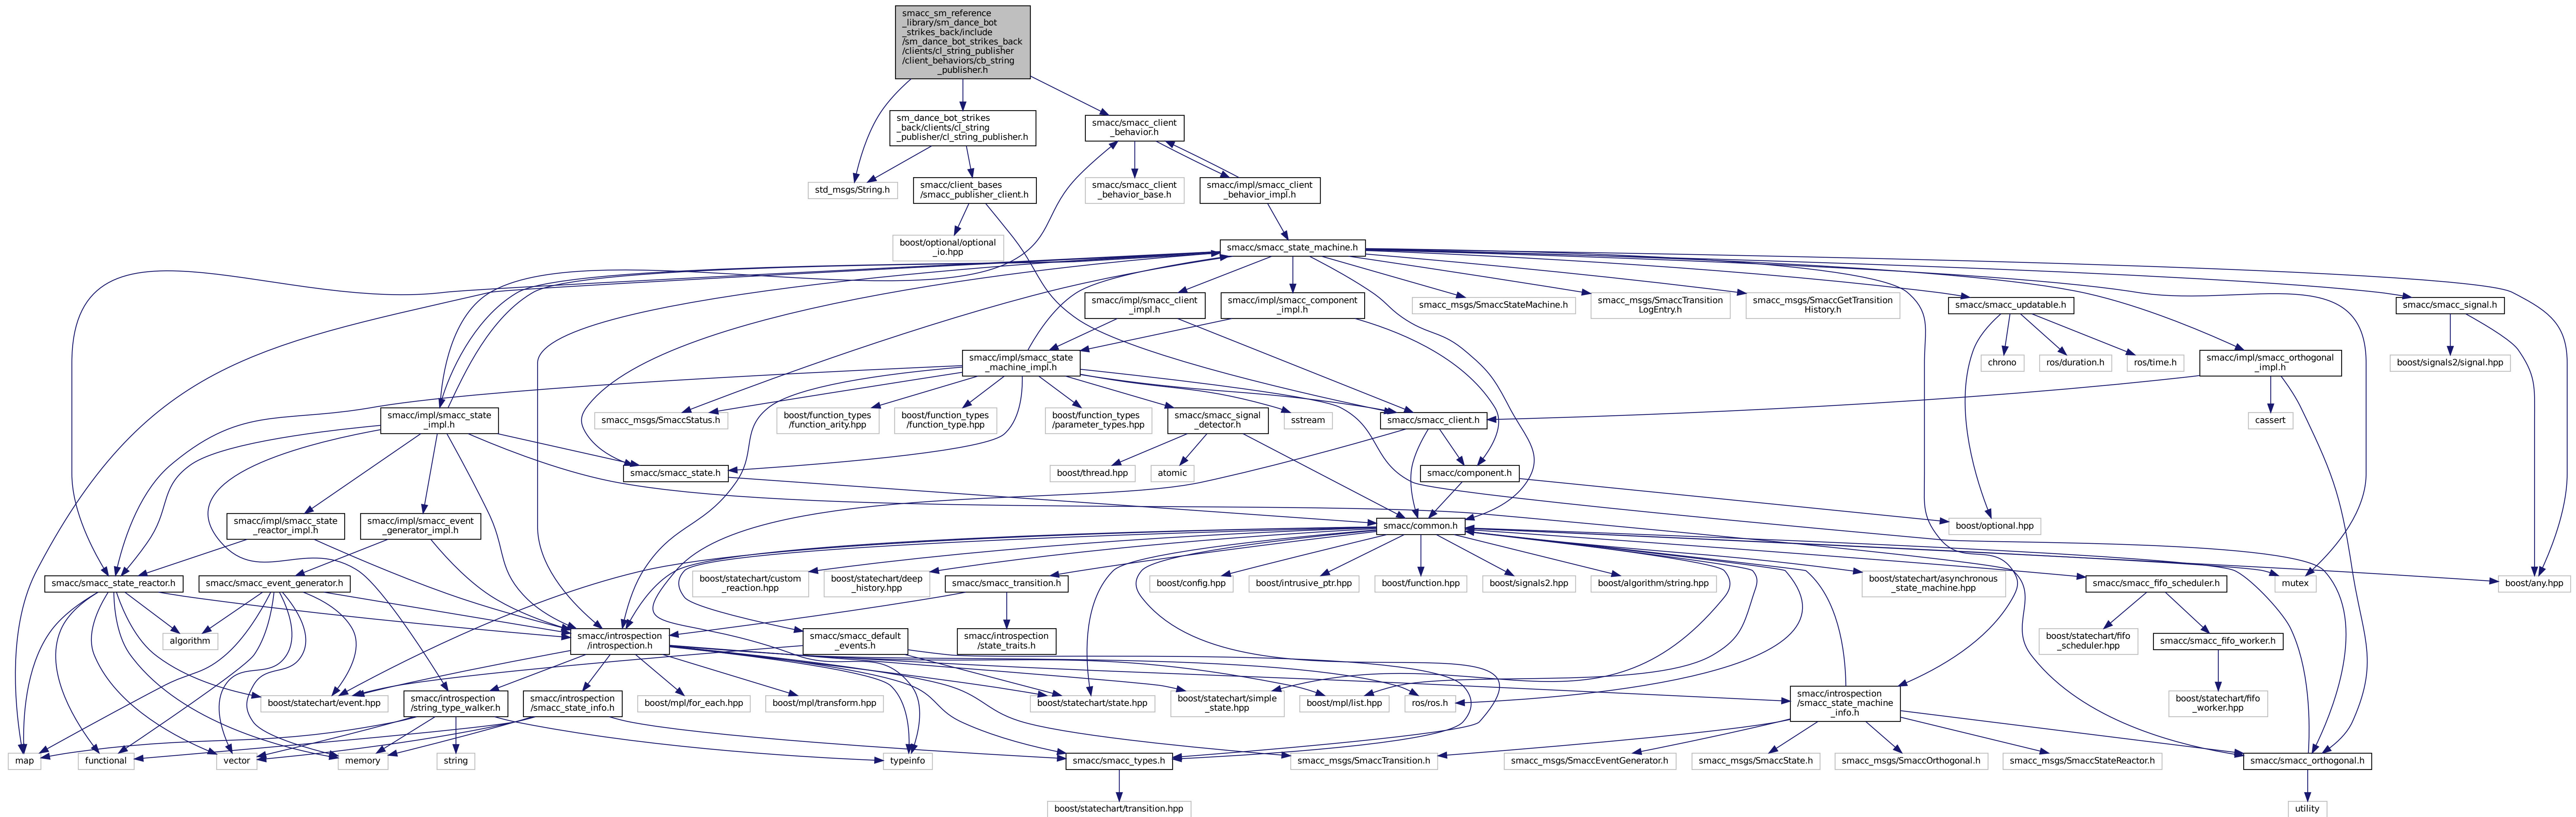 smacc_sm_reference
_library/sm_dance_bot
_strikes_back/include
/sm_dance_bot_strikes_back
/clients/cl_string_publisher
/client_behaviors/cb_string
_publisher.h
sm_dance_bot_strikes
_back/clients/cl_string
_publisher/cl_string_publisher.h
smacc/smacc_client
_behavior.h
std_msgs/String.h
smacc/client_bases
/smacc_publisher_client.h
smacc/smacc_client
_behavior_base.h
smacc/impl/smacc_client
_behavior_impl.h
boost/optional/optional
_io.hpp
smacc/smacc_state_machine.h
smacc/impl/smacc_client
_impl.h
smacc/impl/smacc_component
_impl.h
smacc_msgs/SmaccStateMachine.h
smacc_msgs/SmaccTransition
LogEntry.h
smacc_msgs/SmaccGetTransition
History.h
smacc/smacc_updatable.h
smacc/smacc_signal.h
smacc/impl/smacc_state
_machine_impl.h
chrono
ros/duration.h
ros/time.h
smacc/impl/smacc_orthogonal
_impl.h
boost/signals2/signal.hpp
smacc/impl/smacc_state
_impl.h
smacc_msgs/SmaccStatus.h
boost/function_types
/function_arity.hpp
boost/function_types
/function_type.hpp
boost/function_types
/parameter_types.hpp
smacc/smacc_signal
_detector.h
sstream
smacc/smacc_client.h
cassert
smacc/smacc_state.h
boost/thread.hpp
atomic
smacc/component.h
smacc/impl/smacc_state
_reactor_impl.h
smacc/impl/smacc_event
_generator_impl.h
smacc/common.h
boost/optional.hpp
smacc/smacc_state_reactor.h
smacc/smacc_event_generator.h
boost/statechart/custom
_reaction.hpp
boost/statechart/deep
_history.hpp
smacc/smacc_transition.h
boost/config.hpp
boost/intrusive_ptr.hpp
boost/function.hpp
boost/signals2.hpp
boost/algorithm/string.hpp
boost/statechart/asynchronous
_state_machine.hpp
smacc/smacc_fifo_scheduler.h
mutex
boost/any.hpp
algorithm
smacc/introspection
/introspection.h
smacc/smacc_default
_events.h
smacc/introspection
/state_traits.h
boost/statechart/fifo
_scheduler.hpp
smacc/smacc_fifo_worker.h
boost/statechart/event.hpp
smacc/introspection
/string_type_walker.h
smacc/introspection
/smacc_state_info.h
boost/mpl/for_each.hpp
boost/mpl/transform.hpp
boost/statechart/state.hpp
boost/statechart/simple
_state.hpp
boost/mpl/list.hpp
ros/ros.h
smacc/introspection
/smacc_state_machine
_info.h
boost/statechart/fifo
_worker.hpp
map
functional
vector
memory
string
typeinfo
smacc/smacc_types.h
smacc_msgs/SmaccTransition.h
smacc_msgs/SmaccEventGenerator.h
smacc_msgs/SmaccState.h
smacc_msgs/SmaccOrthogonal.h
smacc_msgs/SmaccStateReactor.h
smacc/smacc_orthogonal.h
boost/statechart/transition.hpp
utility